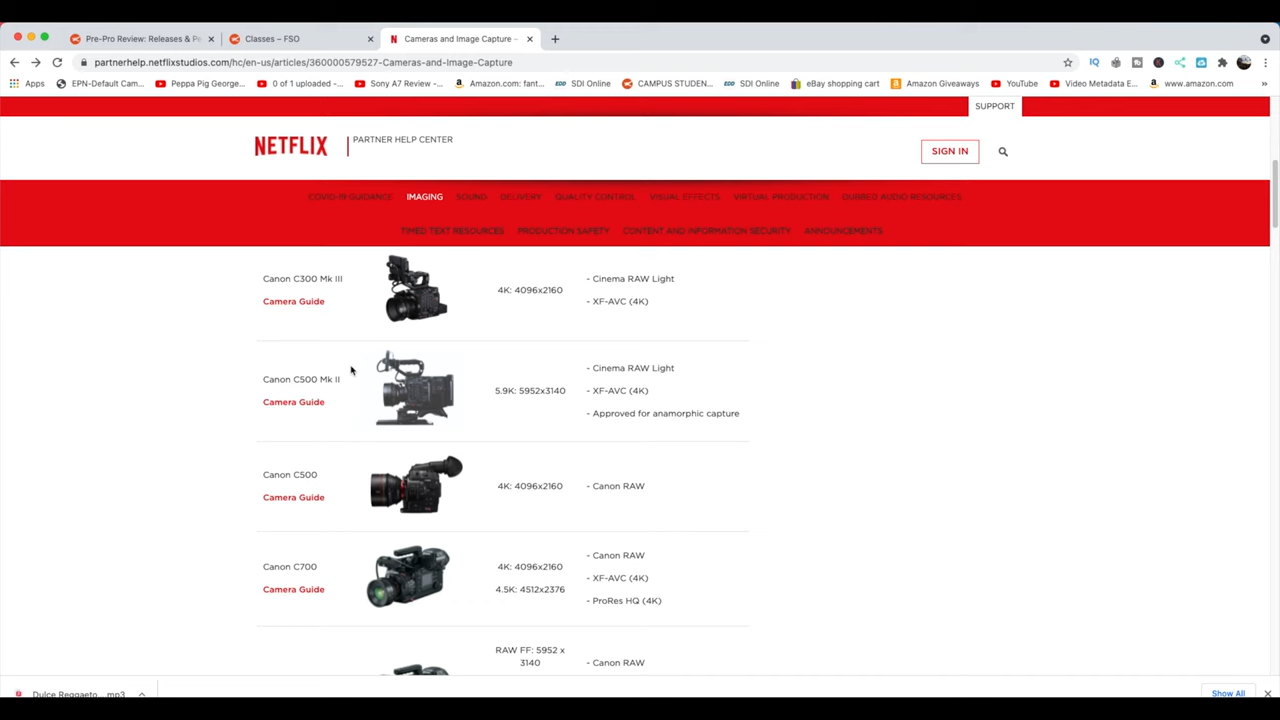 Pre-Pro Review: Releases & Pe
Classes – FSO
Cameras and Image Capture –
partnerhelp.netflixstudios.com/hc/en-us/articles/360000579527-Cameras-and-Image-Capture
Apps
EPN-Default Cam...
Peppa Pig George...
0 of 1 uploaded -...
Sony A7 Review -...
Amazon.com: fant...
SDI Online
CAMPUS STUDEN...
SDI Online
eBay shopping cart
Amazon Giveaways
YouTube
Video Metadata E...
www.amazon.com
SUPPORT
NETFLIX
PARTNER HELP CENTER
SIGN IN
COVID-19 GUIDANCE
IMAGING
SOUND
DELIVERY
QUALITY CONTROL
VISUAL EFFECTS
VIRTUAL PRODUCTION
DUBBED AUDIO RESOURCES
TIMED TEXT RESOURCES
PRODUCTION SAFETY
CONTENT AND INFORMATION SECURITY
ANNOUNCEMENTS
Canon C300 Mk III
Camera Guide
4K: 4096x2160
- Cinema RAW Light
- XF-AVC (4K)
Canon C500 Mk II
Camera Guide
5.9K: 5952x3140
- Cinema RAW Light
- XF-AVC (4K)
- Approved for anamorphic capture
Canon C500
Camera Guide
4K: 4096x2160
- Canon RAW
Canon C700
Camera Guide
4K: 4096x2160
4.5K: 4512x2376
- Canon RAW
- XF-AVC (4K)
- ProRes HQ (4K)
RAW FF: 5952 x
3140
- Canon RAW
Dulce Reggaeto....mp3
Show All